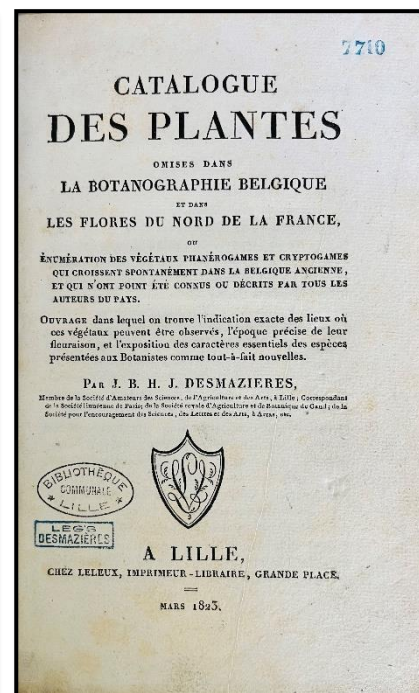 7710
CATALOGUE
DES PLANTES
OMISES DANS
LA BOTANOGRAPHIE BELGIQUE
ET DANS
LES FLORES DU NORD DE LA FRANCE,
OU
ÉNUMÉRATION DES VÉGÉTAUX PHANÉROGAMES ET CRYPTOGAMES
QUI CROISSENT SPONTANÉMENT DANS LA BELGIQUE ANCIENNE,
ET QUI N'ONT POINT ÉTÉ CONNUS OU DÉCRITS PAR TOUS LES
AUTEURS DU PAYS.
OUVRAGE dans lequel on trouve l'indication exacte des lieux où
ces végétaux peuvent être observés, l'époque précise de leur
fleuraison, et l'exposition des caractères essentiels des espèces
présentées aux Botanistes comme tout-à-fait nouvelles.
PAR J. B. H. J. DESMAZIERES,
Membre de la Société d'Amateurs des Sciences, de l'Agriculture et des Arts, à Lille; Correspondant
de la Société linnéenne de Paris; de la Société royale d'Agriculture et de Botanique de Gand; de la
Société pour l'encouragement des Sciences, des Lettres et des Arts, à Arras, etc.
BIBLIOTHÈQUE
COMMUNALE
LILLE
LEGS
DESMAZIÈRES
A LILLE,
CHEZ LELEUX, IMPRIMEUR-LIBRAIRE, GRANDE PLACE.
MARS 1823.